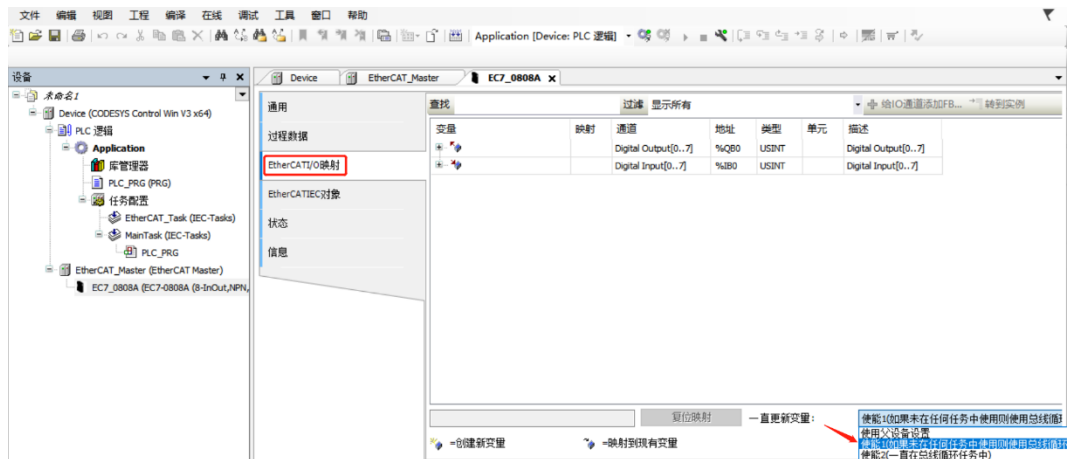 文件 编辑 视图 工程 编译 在线 调试 工具 窗口 帮助
Application [Device: PLC 逻辑]
设备
Device
EtherCAT_Master
EC7_0808A
未命名1
Device (CODESYS Control Win V3 x64)
PLC 逻辑
Application
库管理器
PLC_PRG (PRG)
任务配置
EtherCAT_Task (IEC-Tasks)
MainTask (IEC-Tasks)
PLC_PRG
EtherCAT_Master (EtherCAT Master)
EC7_0808A (EC7-0808A (8-InOut,NPN,
通用
过程数据
EtherCATI/O映射
EtherCATIEC对象
状态
信息
查找 过滤 显示所有 给IO通道添加FB... 转到实例
变量 映射 通道 地址 类型 单元 描述
Digital Output[0..7] %QB0 USINT Digital Output[0..7]
Digital Input[0..7] %IB0 USINT Digital Input[0..7]
复位映射 一直更新变量: 使能1(如果未在任何任务中使用则使用总线循环
使用父设备设置
使能1(如果未在任何任务中使用则使用总线循环
使能2(一直在总线循环任务中)
=创建新变量 =映射到现有变量